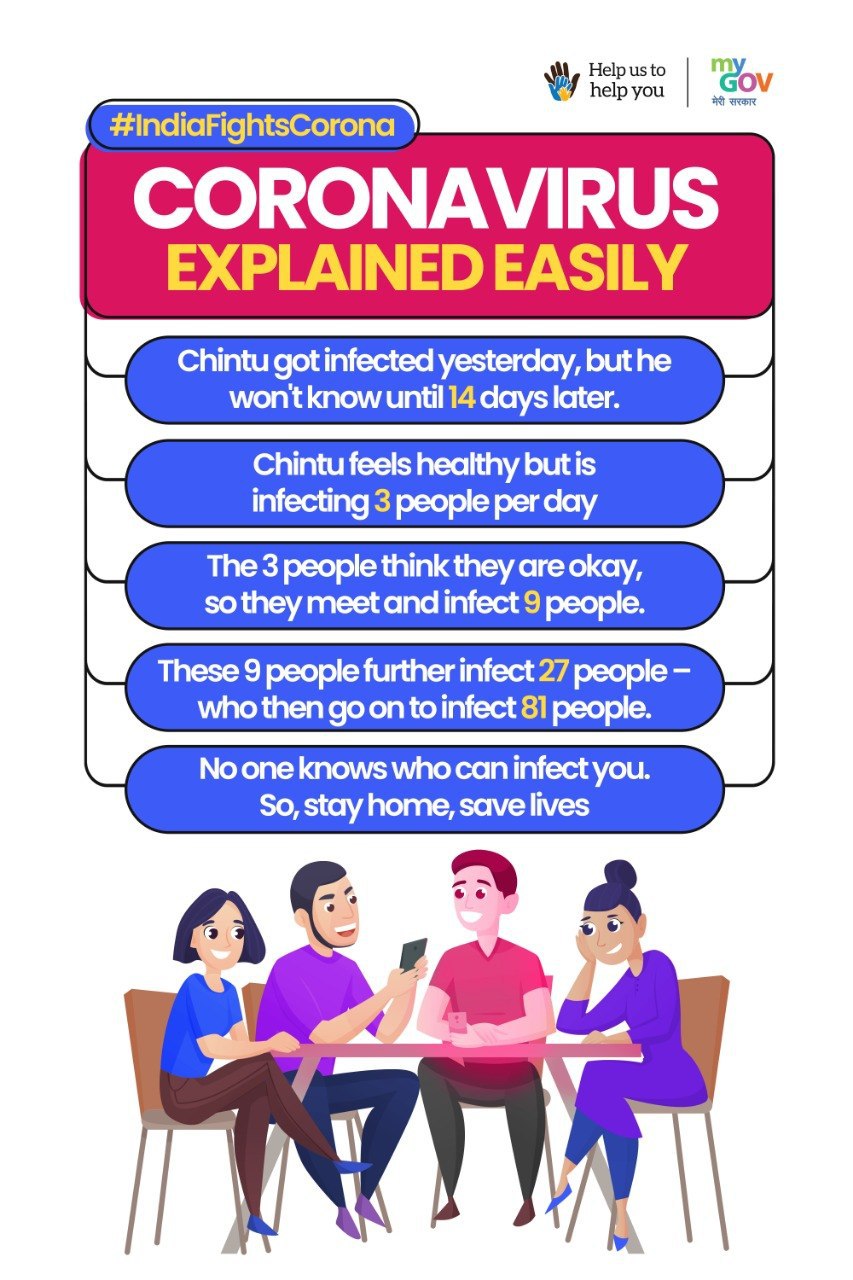 Help us to
help you
my
GOV
मेरी सरकार
#IndiaFightsCorona
CORONAVIRUS
EXPLAINED EASILY
Chintu got infected yesterday, but he
won't know until 14 days later.
Chintu feels healthy but is
infecting 3 people per day
The 3 people think they are okay,
so they meet and infect 9 people.
These 9 people further infect 27 people –
who then go on to infect 81 people.
No one knows who can infect you.
So, stay home, save lives